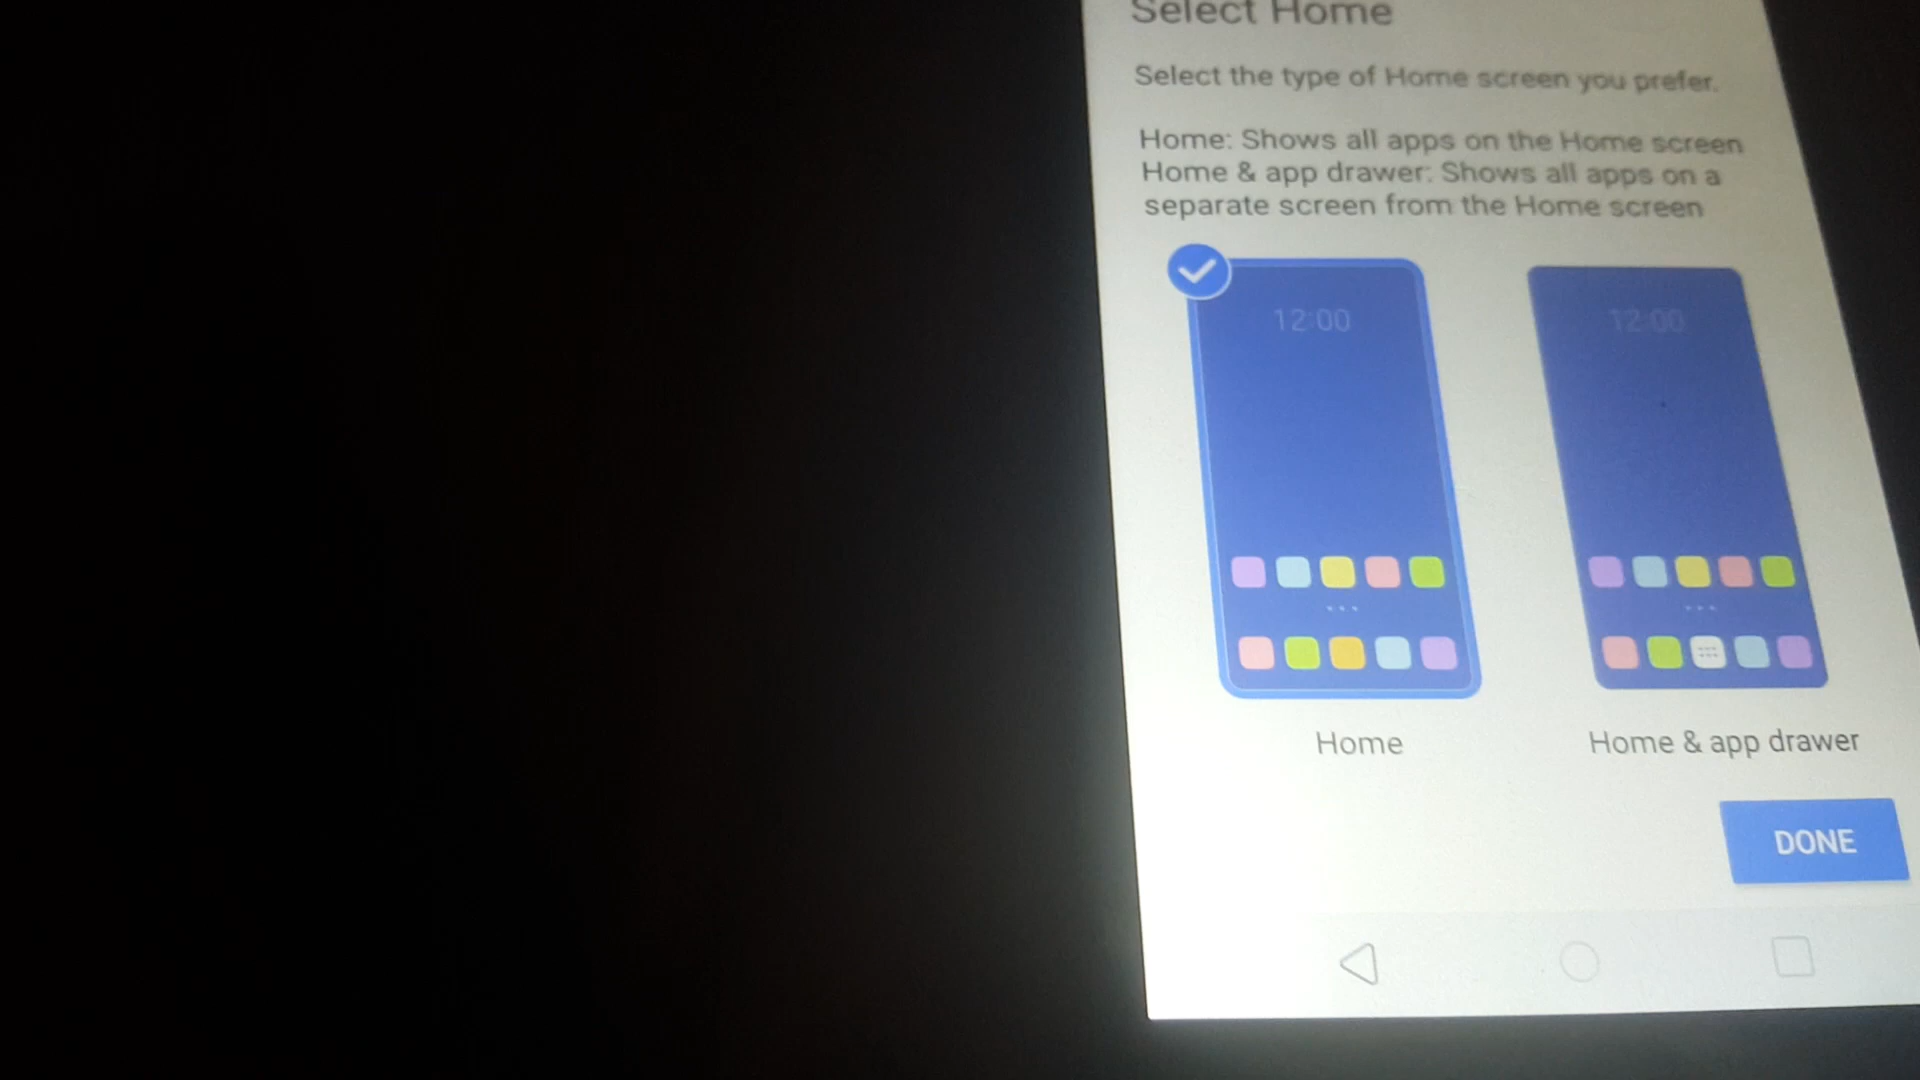 Select Home
Select the type of Home screen you prefer.
Home: Shows all apps on the Home screen
Home & app drawer: Shows all apps on a
separate screen from the Home screen
12:00
12:00
Home
Home & app drawer
DONE